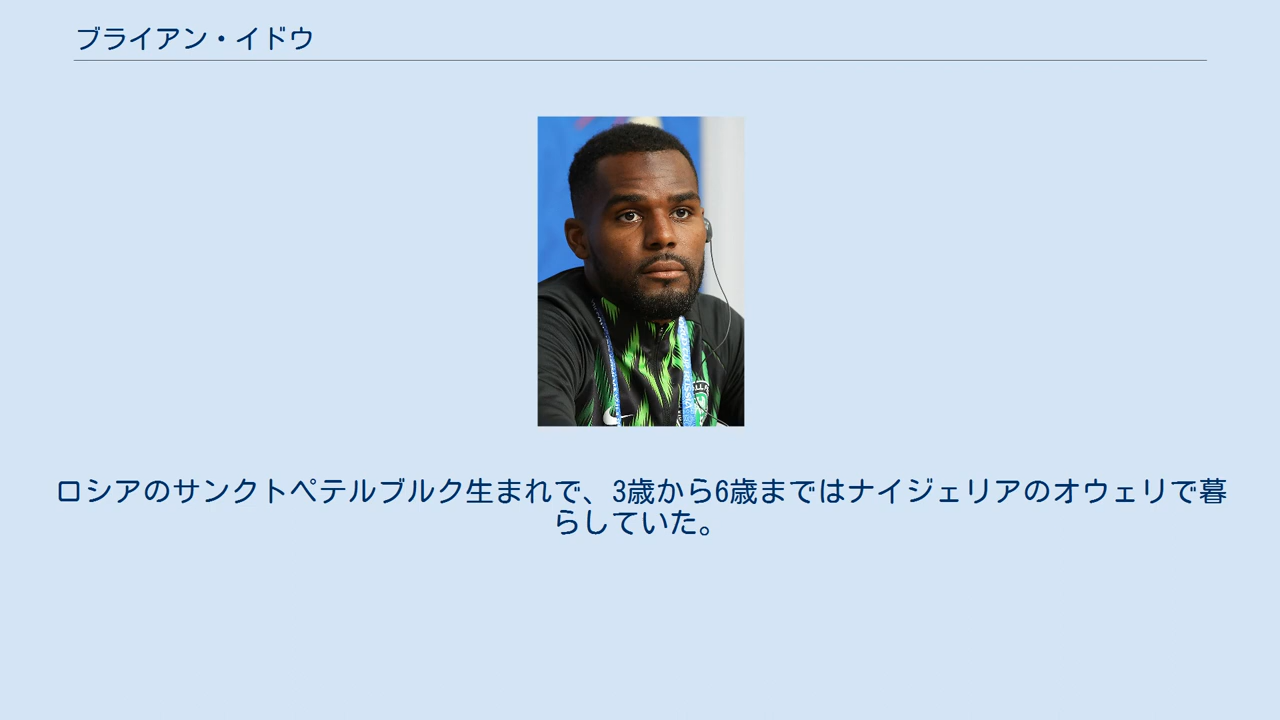 ブライアン・イドウ
ロシアのサンクトペテルブルク生まれで、3歳から6歳まではナイジェリアのオウェリで暮
らしていた。